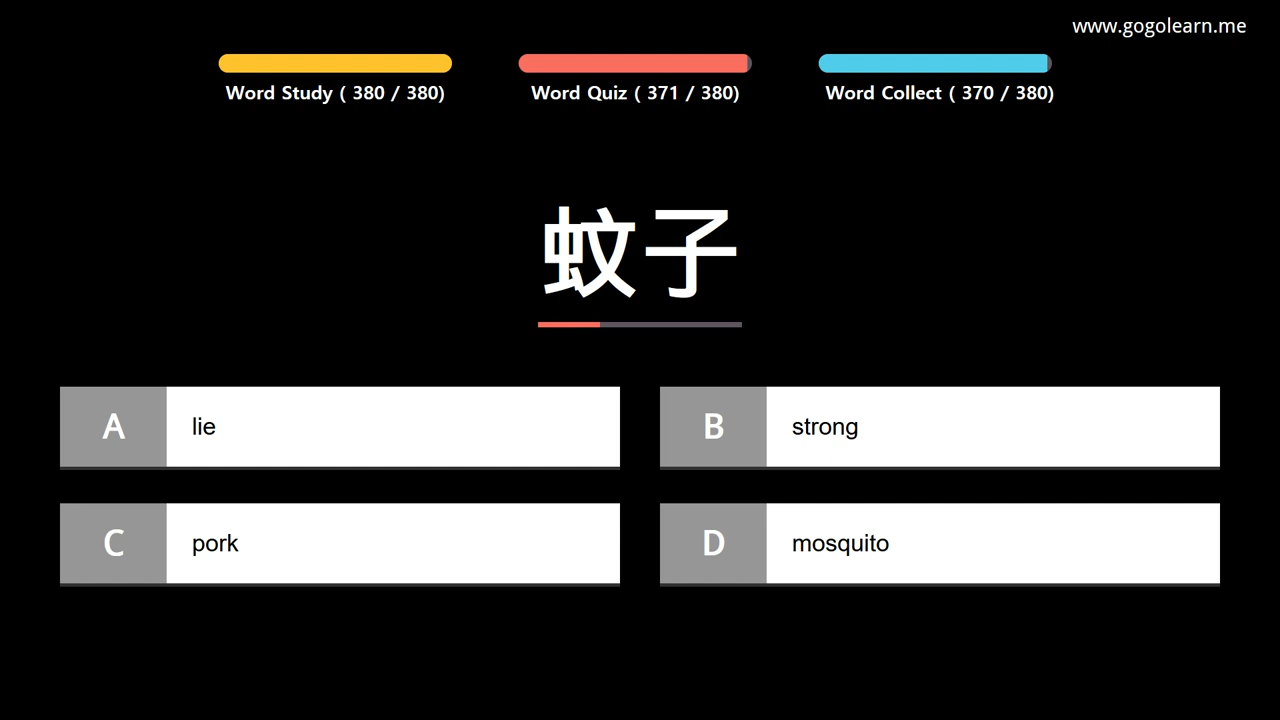 www.gogolearn.me
Word Study ( 380 / 380)
Word Quiz ( 371 / 380)
Word Collect ( 370 / 380)
蚊子
A lie
B strong
C pork
D mosquito